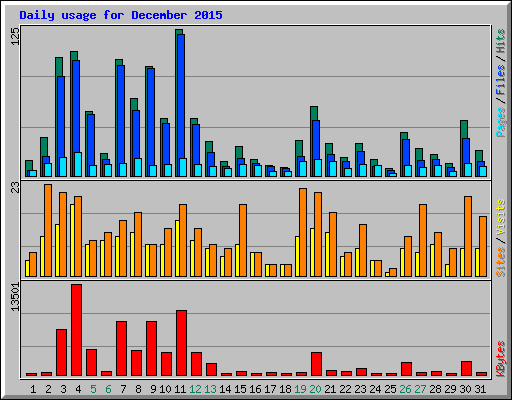 Daily usage for December 2015
125
Pages / Files / Hits
23
Sites / Visits
13501
KBytes
1 2 3 4 5 6 7 8 9 10 11 12 13 14 15 16 17 18 19 20 21 22 23 24 25 26 27 28 29 30 31